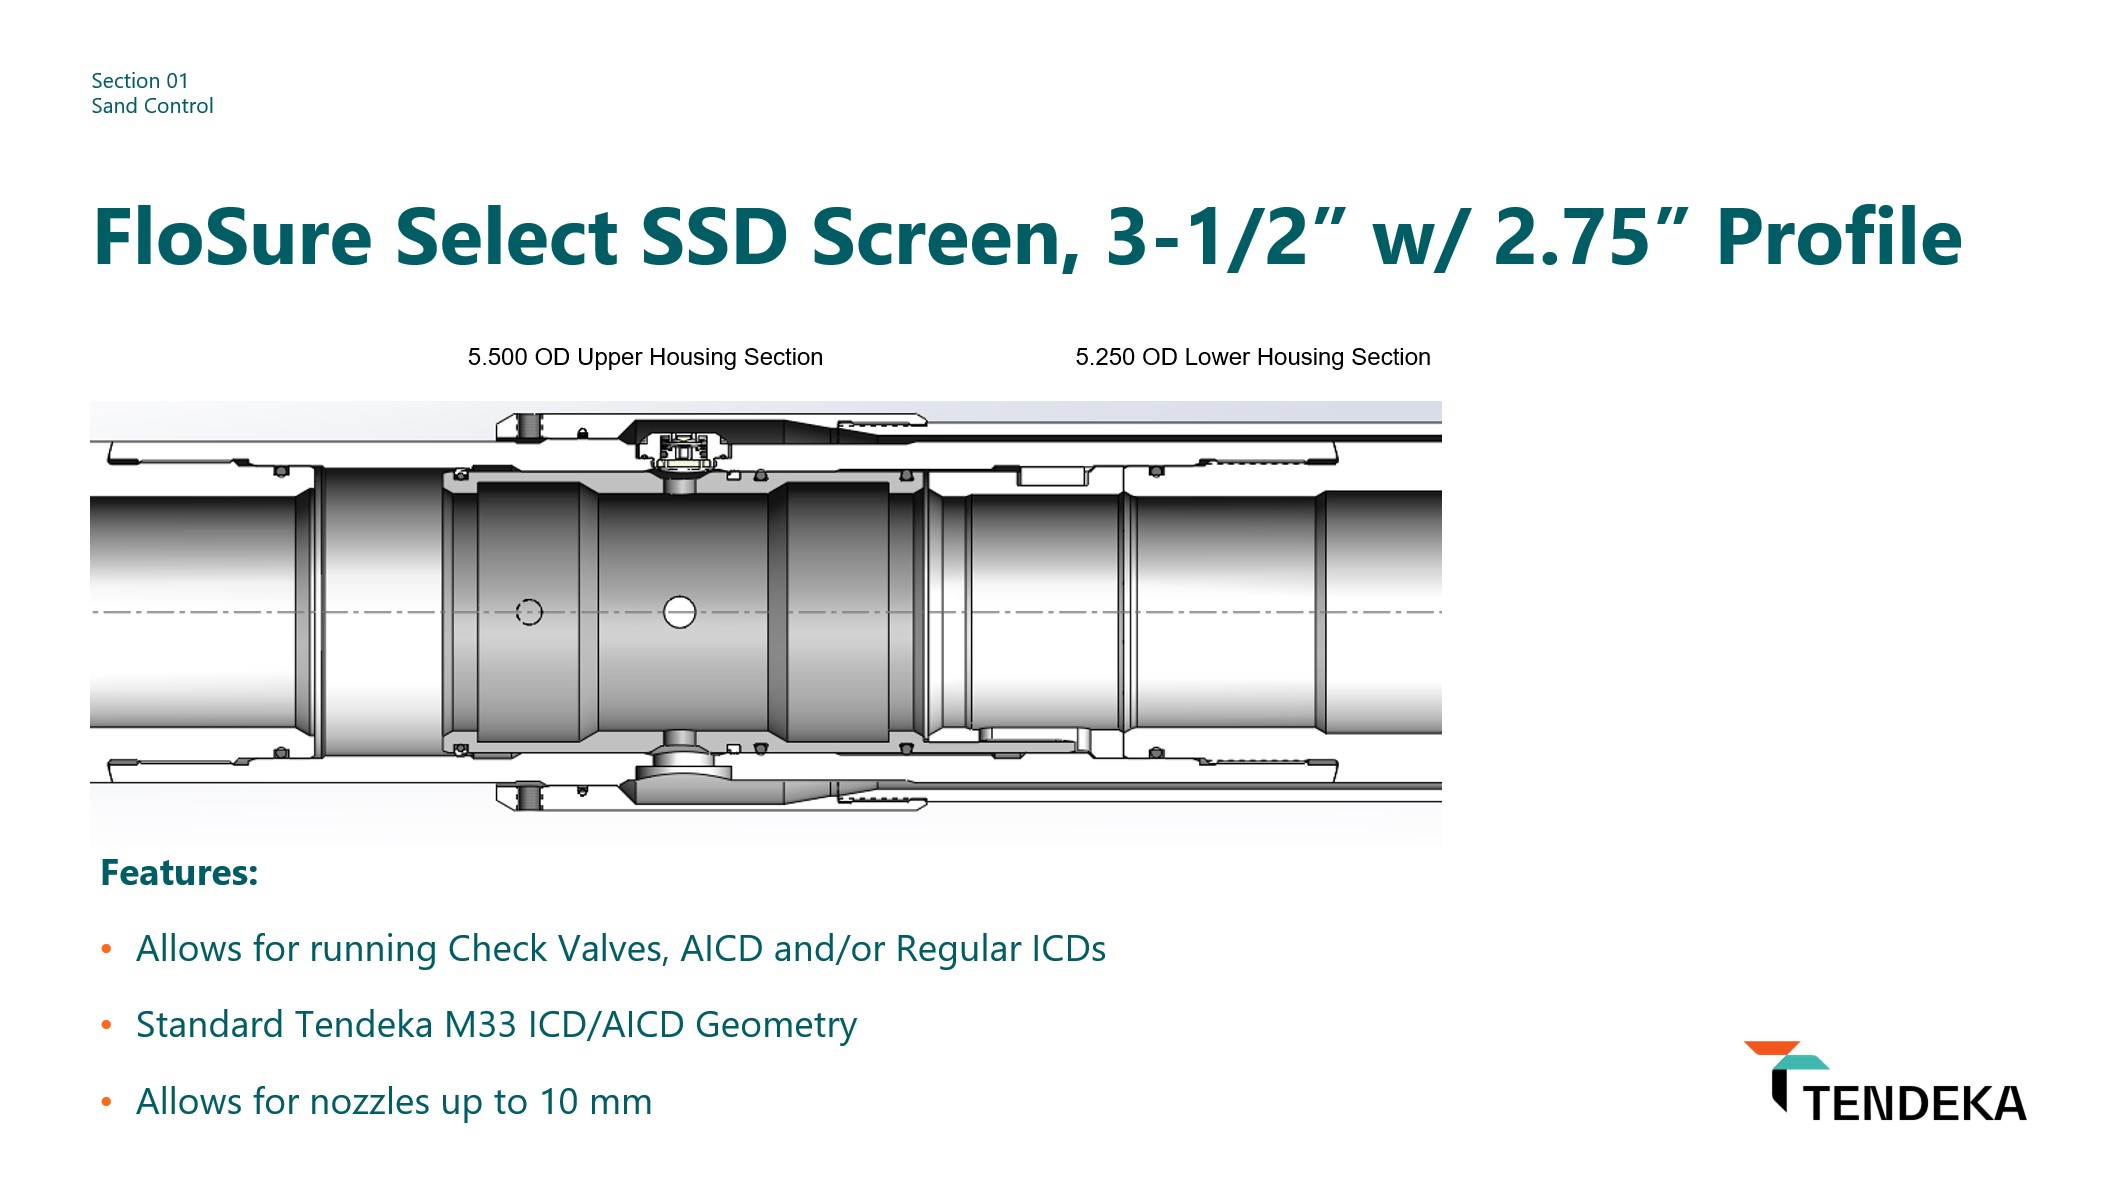 Section 01
Sand Control
FloSure Select SSD Screen, 3-1/2” w/ 2.75” Profile
5.500 OD Upper Housing Section
5.250 OD Lower Housing Section
Features:
• Allows for running Check Valves, AICD and/or Regular ICDs
• Standard Tendeka M33 ICD/AICD Geometry
• Allows for nozzles up to 10 mm
TENDEKA